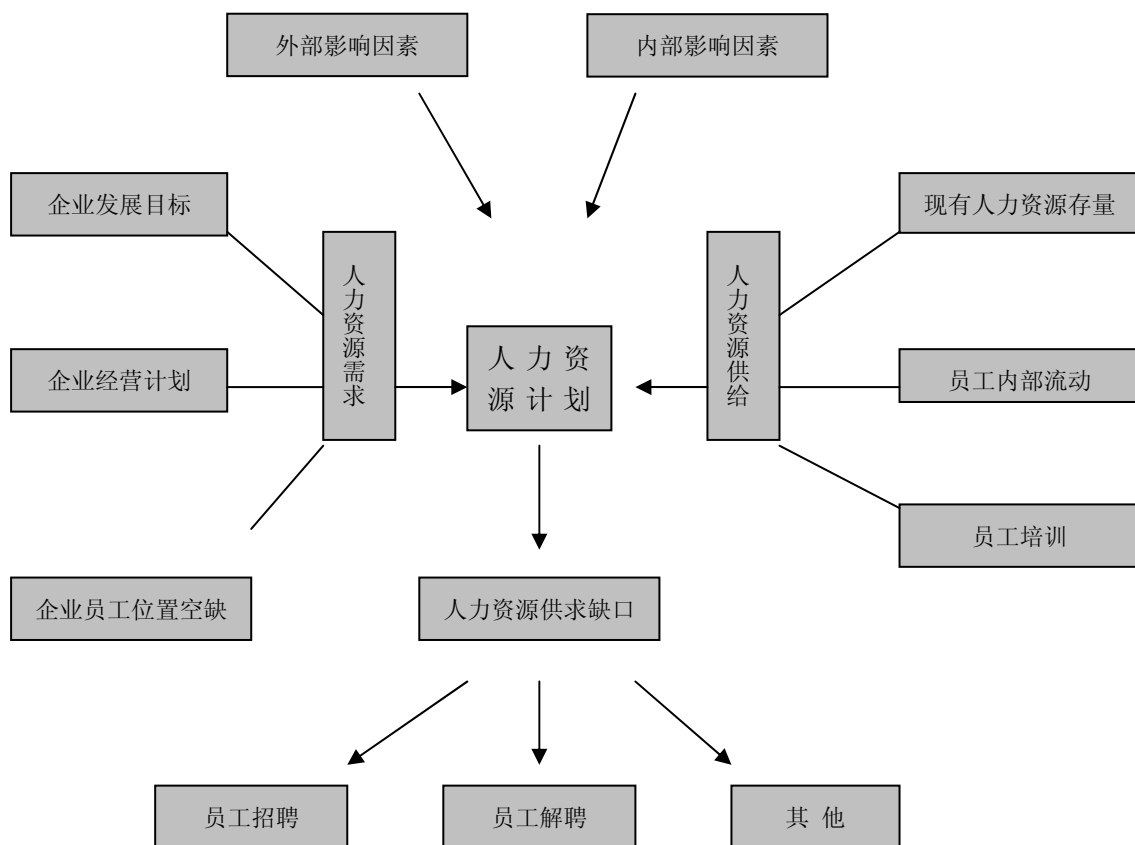 外部影响因素
内部影响因素
企业发展目标
现有人力资源存量
人力资源需求
人力资源供给
人力资
源计划
企业经营计划
员工内部流动
员工培训
企业员工位置空缺
人力资源供求缺口
员工招聘
员工解聘
其 他